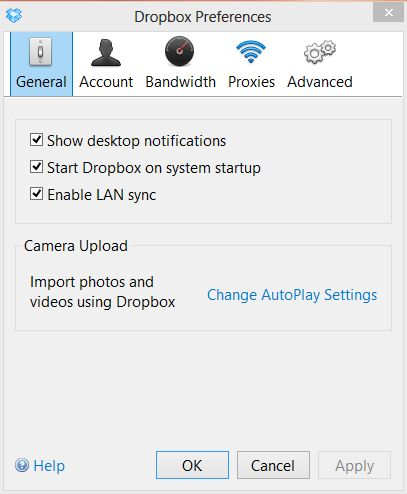 Dropbox Preferences
General Account Bandwidth Proxies Advanced
Show desktop notifications
Start Dropbox on system startup
Enable LAN sync
Camera Upload
Import photos and
videos using Dropbox
Change AutoPlay Settings
Help OK Cancel Apply